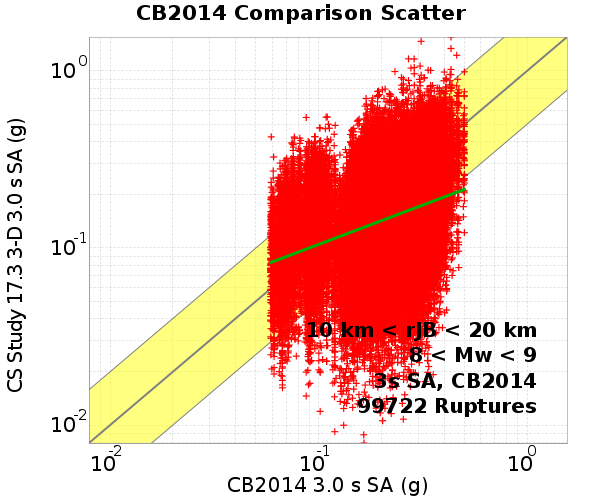 CB2014 Comparison Scatter
CS Study 17.3 3-D 3.0 s SA (g)
10^0
10^-1
10^-2
10 km < rJB < 20 km
8 < Mw < 9
3s SA, CB2014
99722 Ruptures
10^-2
10^-1
10^0
CB2014 3.0 s SA (g)